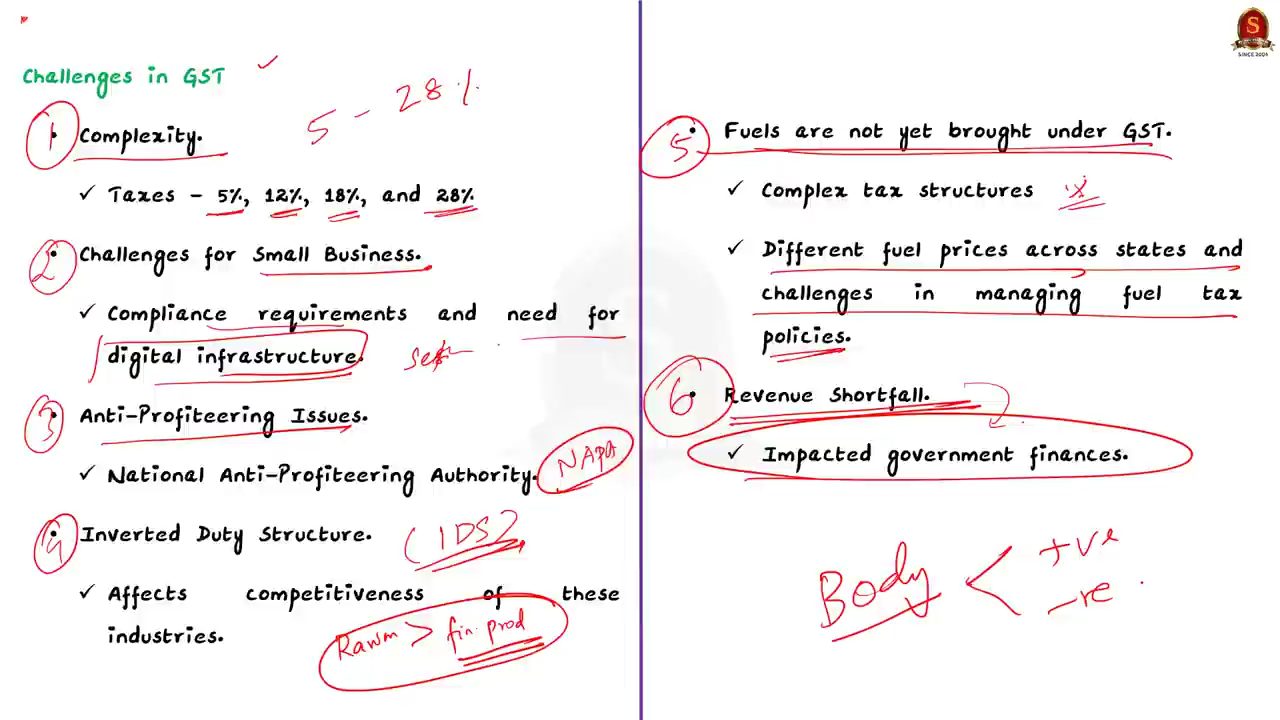 Challenges in GST
5 - 28%
1 Complexity.
✓ Taxes - 5%, 12%, 18%, and 28%
2 Challenges for Small Business.
✓ Compliance requirements and need for
digital infrastructure.
3 Anti-Profiteering Issues.
✓ National Anti-Profiteering Authority. NAPA
4 Inverted Duty Structure. (IDS)
✓ Affects competitiveness of these
industries.
Rawm > fin. prod
5 Fuels are not yet brought under GST.
✓ Complex tax structures
✓ Different fuel prices across states and
challenges in managing fuel tax
policies.
6 Revenue Shortfall.
✓ Impacted government finances.
Body < +ve
-ve
S
SINCE 2004